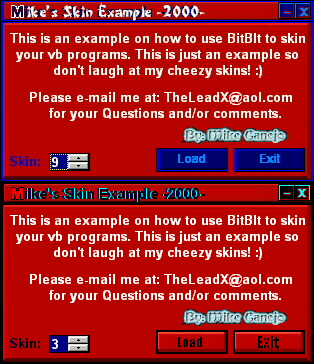 Mike's Skin Example -2000-
This is an example on how to use BitBlt to skin
your vb programs. This is just an example so
don't laugh at my cheezy skins! :)
Please e-mail me at: TheLeadX@aol.com
for your Questions and/or comments.
By: Mike Canejo
Skin: 9 Load Exit
Mike's Skin Example -2000-
This is an example on how to use BitBlt to skin
your vb programs. This is just an example so
don't laugh at my cheezy skins! :)
Please e-mail me at: TheLeadX@aol.com
for your Questions and/or comments.
By: Mike Canejo
Skin: 3 Load Exit